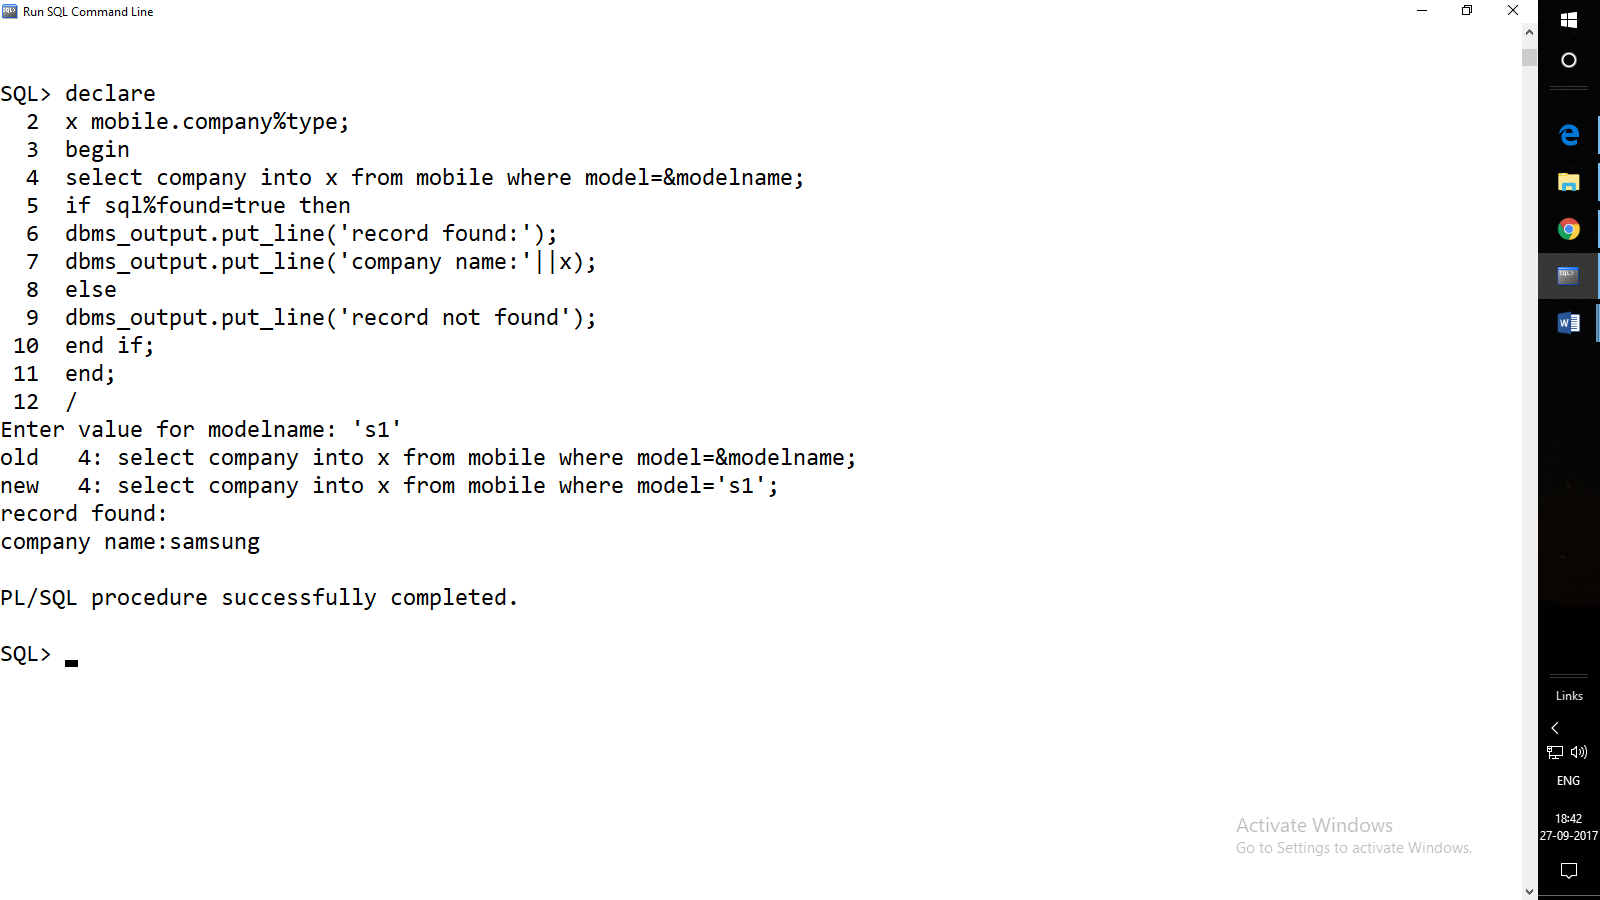 Run SQL Command Line
SQL> declare
  2  x mobile.company%type;
  3  begin
  4  select company into x from mobile where model=&modelname;
  5  if sql%found=true then
  6  dbms_output.put_line('record found:');
  7  dbms_output.put_line('company name:'||x);
  8  else
  9  dbms_output.put_line('record not found');
 10  end if;
 11  end;
 12  /
Enter value for modelname: 's1'
old   4: select company into x from mobile where model=&modelname;
new   4: select company into x from mobile where model='s1';
record found:
company name:samsung
PL/SQL procedure successfully completed.
SQL>
Activate Windows
Go to Settings to activate Windows.
Links
ENG
18:42
27-09-2017